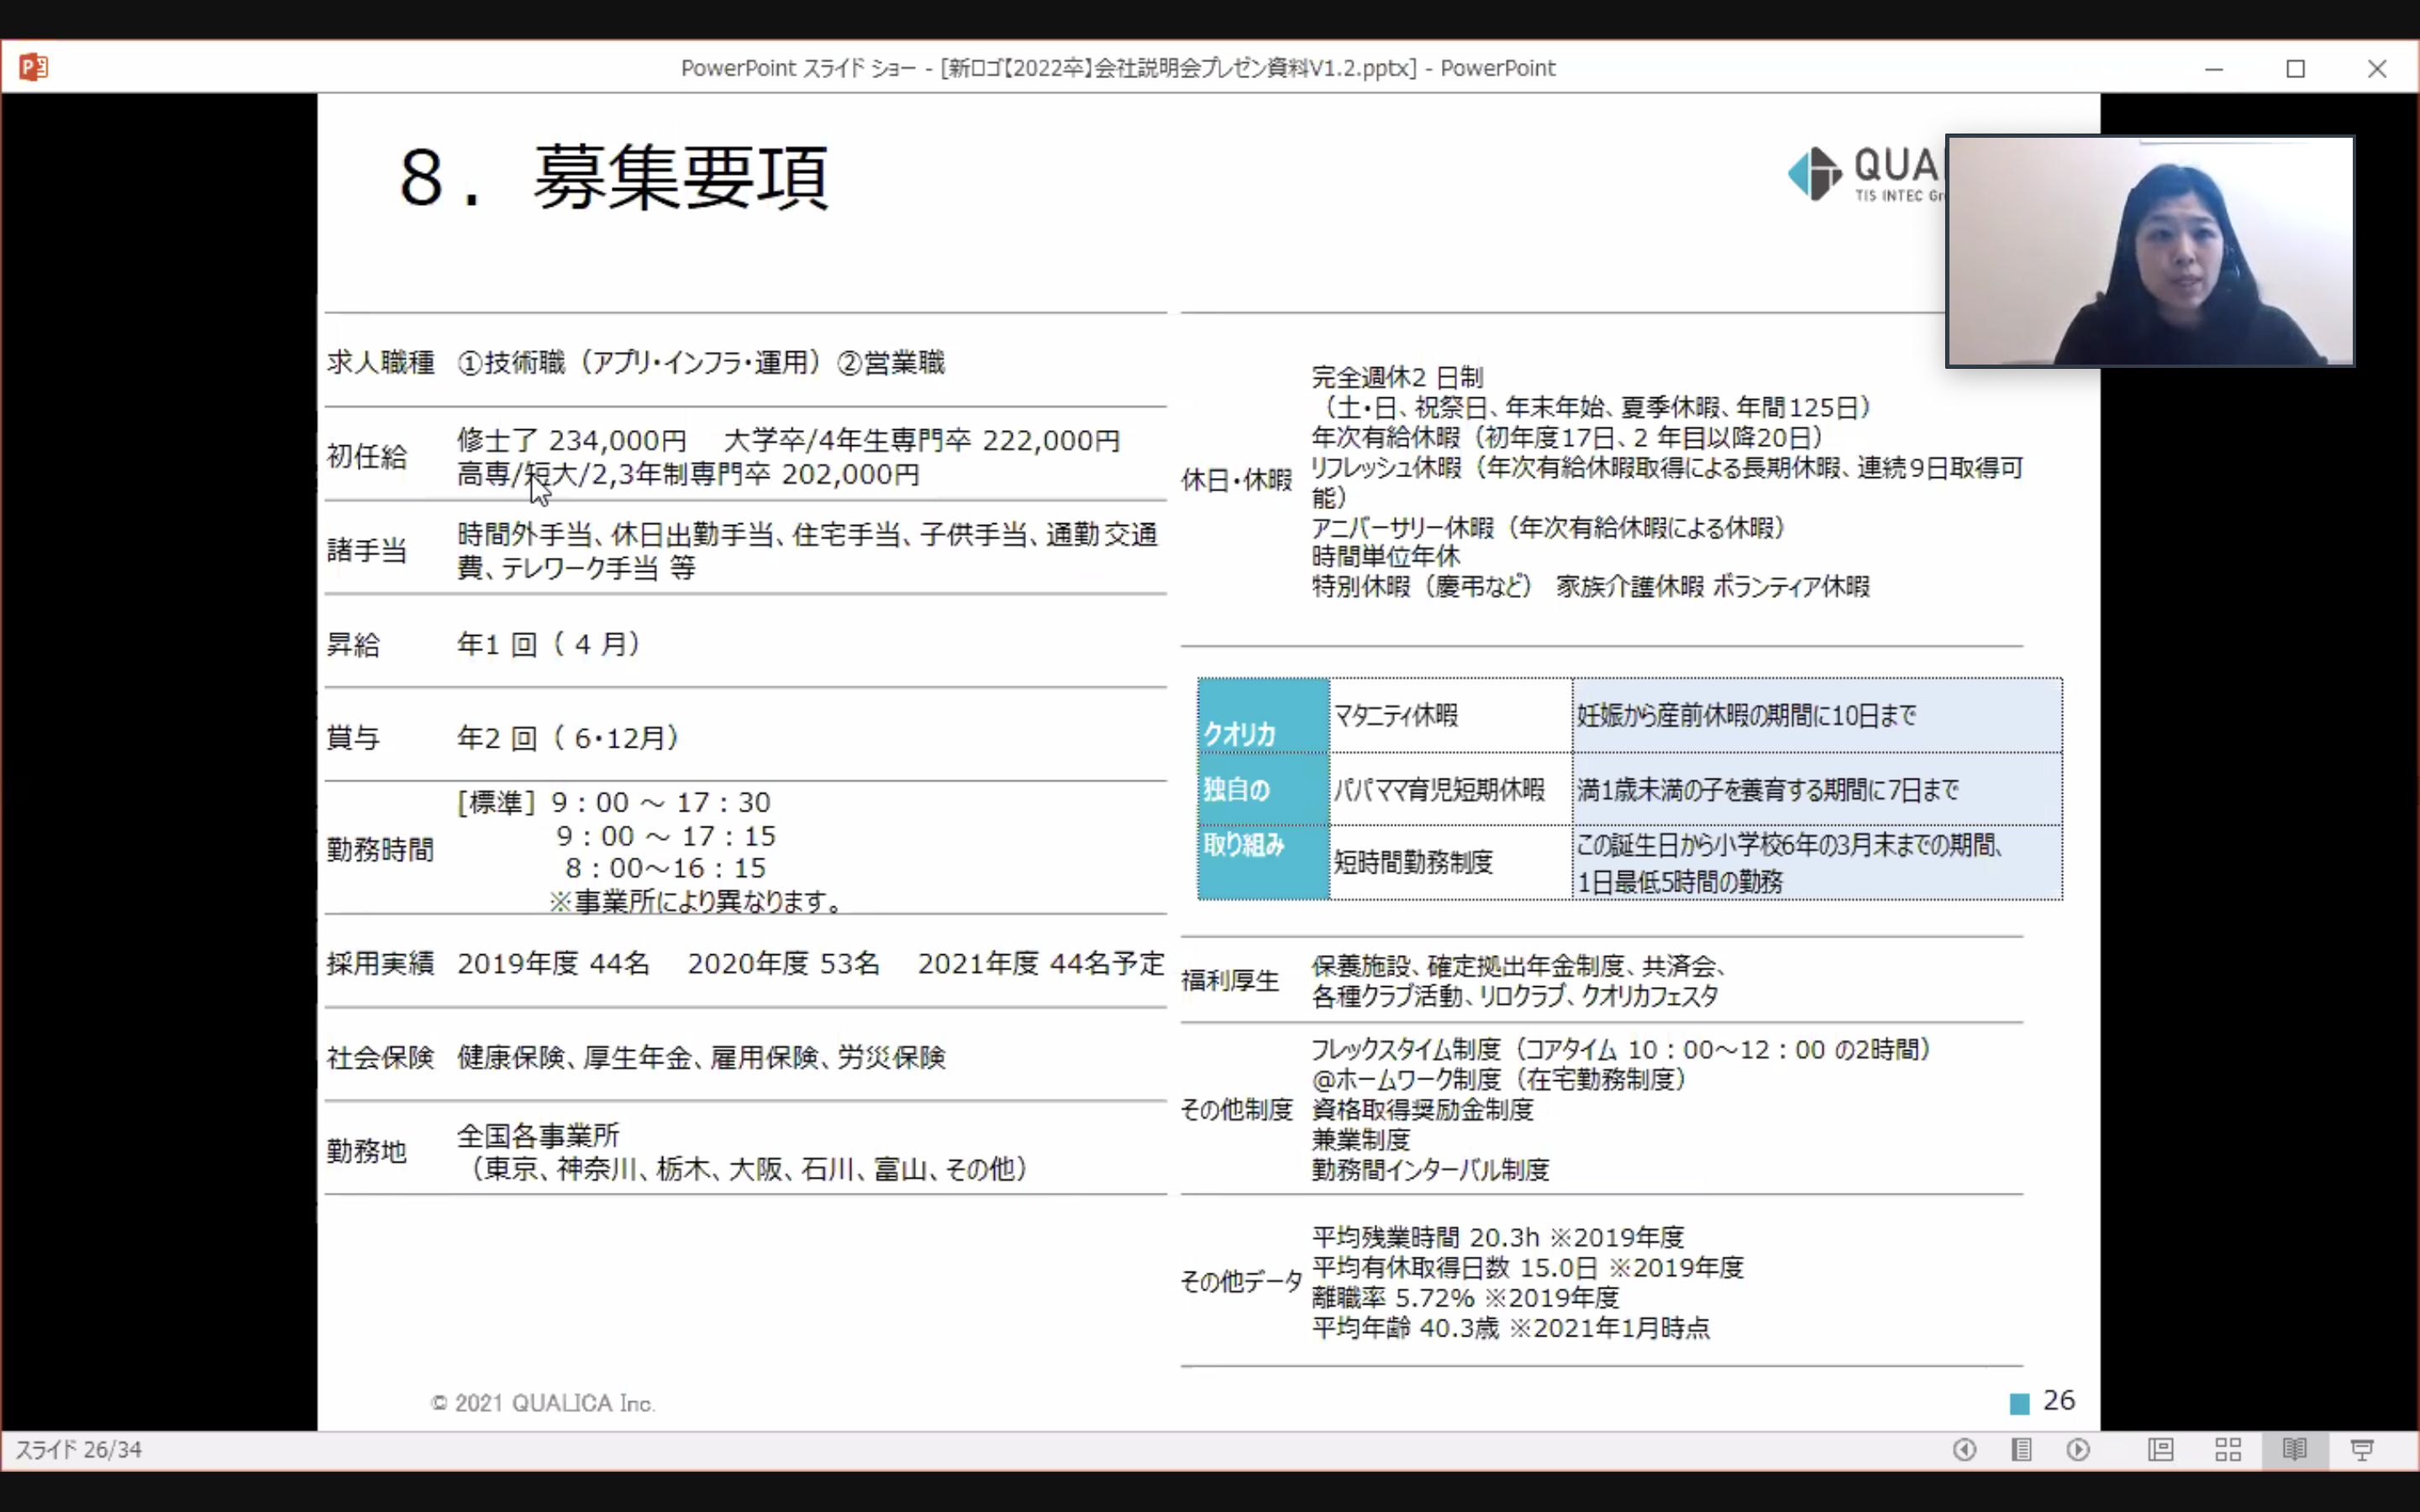 PowerPoint スライド ショー - [新ロゴ【2022卒】会社説明会プレゼン資料V1.2.pptx] - PowerPoint
8．募集要項
TIS INTEC
求人職種 ①技術職（アプリ・インフラ・運用）②営業職
初任給
修士了 234,000円 大学卒/4年生専門卒 222,000円
高専/短大/2,3年制専門卒 202,000円
諸手当
時間外手当、休日出勤手当、住宅手当、子供手当、通勤交通
費、テレワーク手当 等
昇給 年1 回（ 4 月）
賞与 年2 回（ 6・12月）
勤務時間
［標準］9：00 ～ 17：30
9：00 ～ 17：15
8：00～16：15
※事業所により異なります。
採用実績 2019年度 44名 2020年度 53名 2021年度 44名予定
社会保険 健康保険、厚生年金、雇用保険、労災保険
勤務地
全国各事業所
（東京、神奈川、栃木、大阪、石川、富山、その他）
休日・休暇
完全週休2 日制
（土・日、祝祭日、年末年始、夏季休暇、年間125日）
年次有給休暇（初年度17日、2 年目以降20日）
リフレッシュ休暇（年次有給休暇取得による長期休暇、連続9日取得可
能）
アニバーサリー休暇（年次有給休暇による休暇）
時間単位年休
特別休暇（慶弔など） 家族介護休暇 ボランティア休暇
クオリカ
独自の
取り組み
マタニティ休暇 妊娠から産前休暇の期間に10日まで
パパママ育児短期休暇 満1歳未満の子を養育する期間に7日まで
短時間勤務制度
この誕生日から小学校6年の3月末までの期間、
1日最低5時間の勤務
福利厚生
保養施設、確定拠出年金制度、共済会、
各種クラブ活動、リロクラブ、クオリカフェスタ
その他制度
フレックスタイム制度（コアタイム 10：00～12：00 の2時間）
@ホームワーク制度（在宅勤務制度）
資格取得奨励金制度
兼業制度
勤務間インターバル制度
その他データ
平均残業時間 20.3h ※2019年度
平均有休取得日数 15.0日 ※2019年度
離職率 5.72% ※2019年度
平均年齢 40.3歳 ※2021年1月時点
© 2021 QUALICA Inc.
26
スライド 26/34